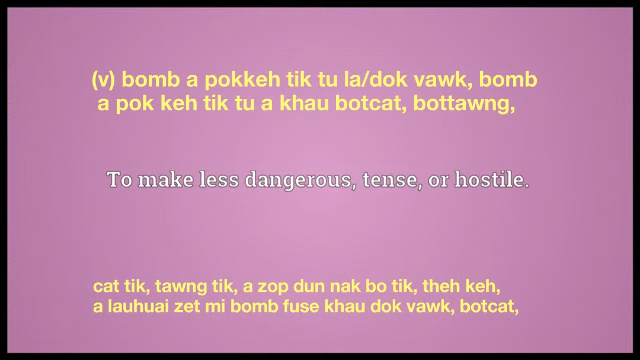 (v) bomb a pokkeh tik tu la/dok vawk, bomb
a pok keh tik tu a khau botcat, bottawng,
To make less dangerous, tense, or hostile.
cat tik, tawng tik, a zop dun nak bo tik, theh keh,
a lauhuai zet mi bomb fuse khau dok vawk, botcat,